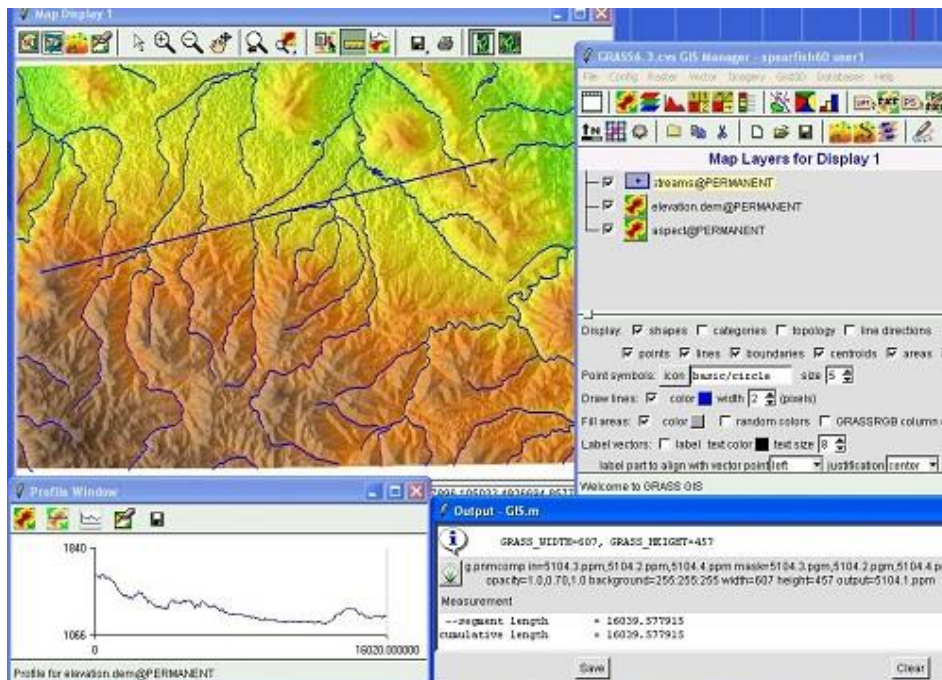 Map Display 1
GRASS6.3.cvs GIS Manager - spearfish60 user1
File Config Raster Vector Imagery Grid3D Databases Help
Map Layers for Display 1
streams@PERMANENT
elevation.dem@PERMANENT
aspect@PERMANENT
Display: shapes categories topology line directions
points lines boundaries centroids areas
Point symbols: icon basic/circle size 5
Draw lines: color width 2 (pixels)
Fill areas: color random colors GRASSRGB column
Label vectors: label text color text size 8
label part to align with vector point left justification center
Welcome to GRASS GIS
Profile Window
1840
1066
0 16020.000000
Profile for elevation.dem@PERMANENT
Output - GIS.m
GRASS_WIDTH=607, GRASS_HEIGHT=457
g.pnmcomp in=5104.3.ppm,5104.2.ppm,5104.4.ppm mask=5104.3.pgm,5104.2.pgm,5104.4.p
opacity=1.0,0.70,1.0 background=255:255:255 width=607 height=457 output=5104.1.ppm
Measurement
--segment length = 16039.577915
cumulative length = 16039.577915
Save Clear